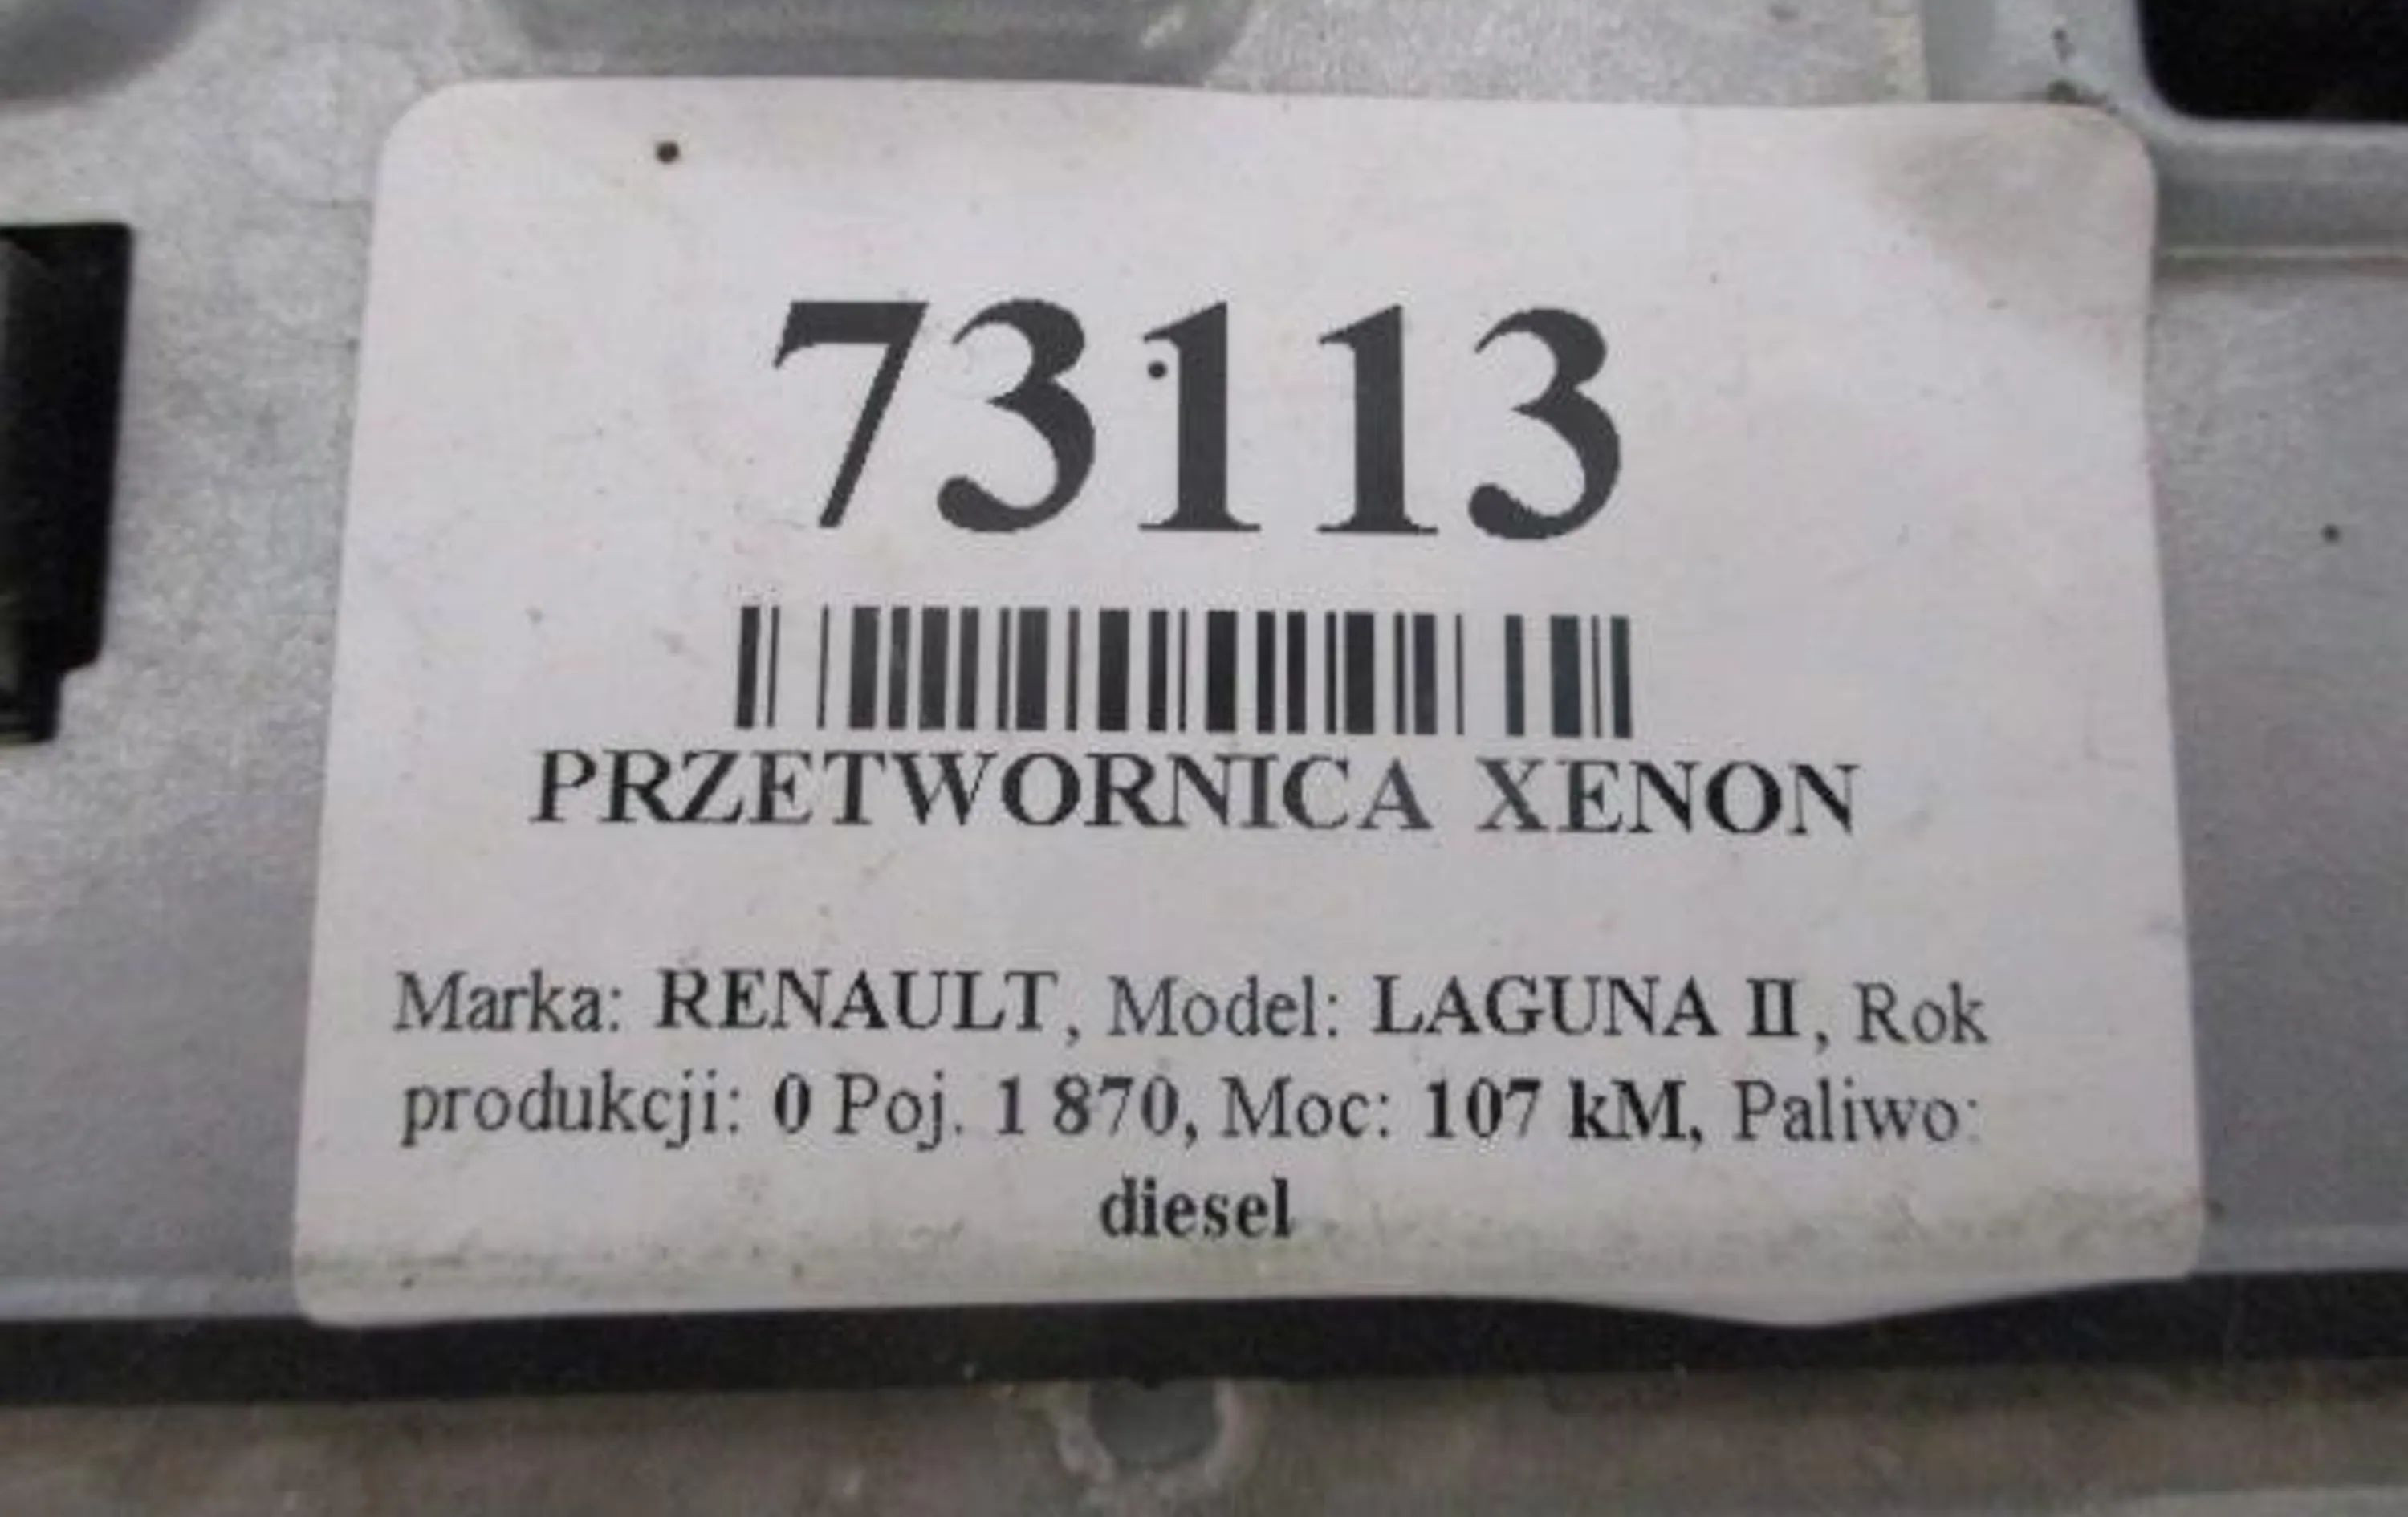 73113
PRZETWORNICA XENON
Marka: RENAULT, Model: LAGUNA II, Rok
produkcji: 0 Poj. 1 870, Moc: 107 kM, Paliwo:
diesel